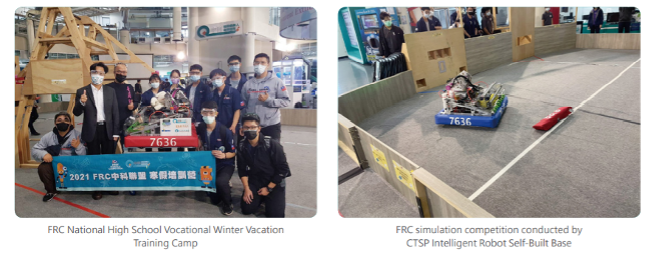 7636
2021 FRC中科聯盟 寒假培訓營
7636
FRC National High School Vocational Winter Vacation
Training Camp
FRC simulation competition conducted by
CTSP Intelligent Robot Self-Built Base